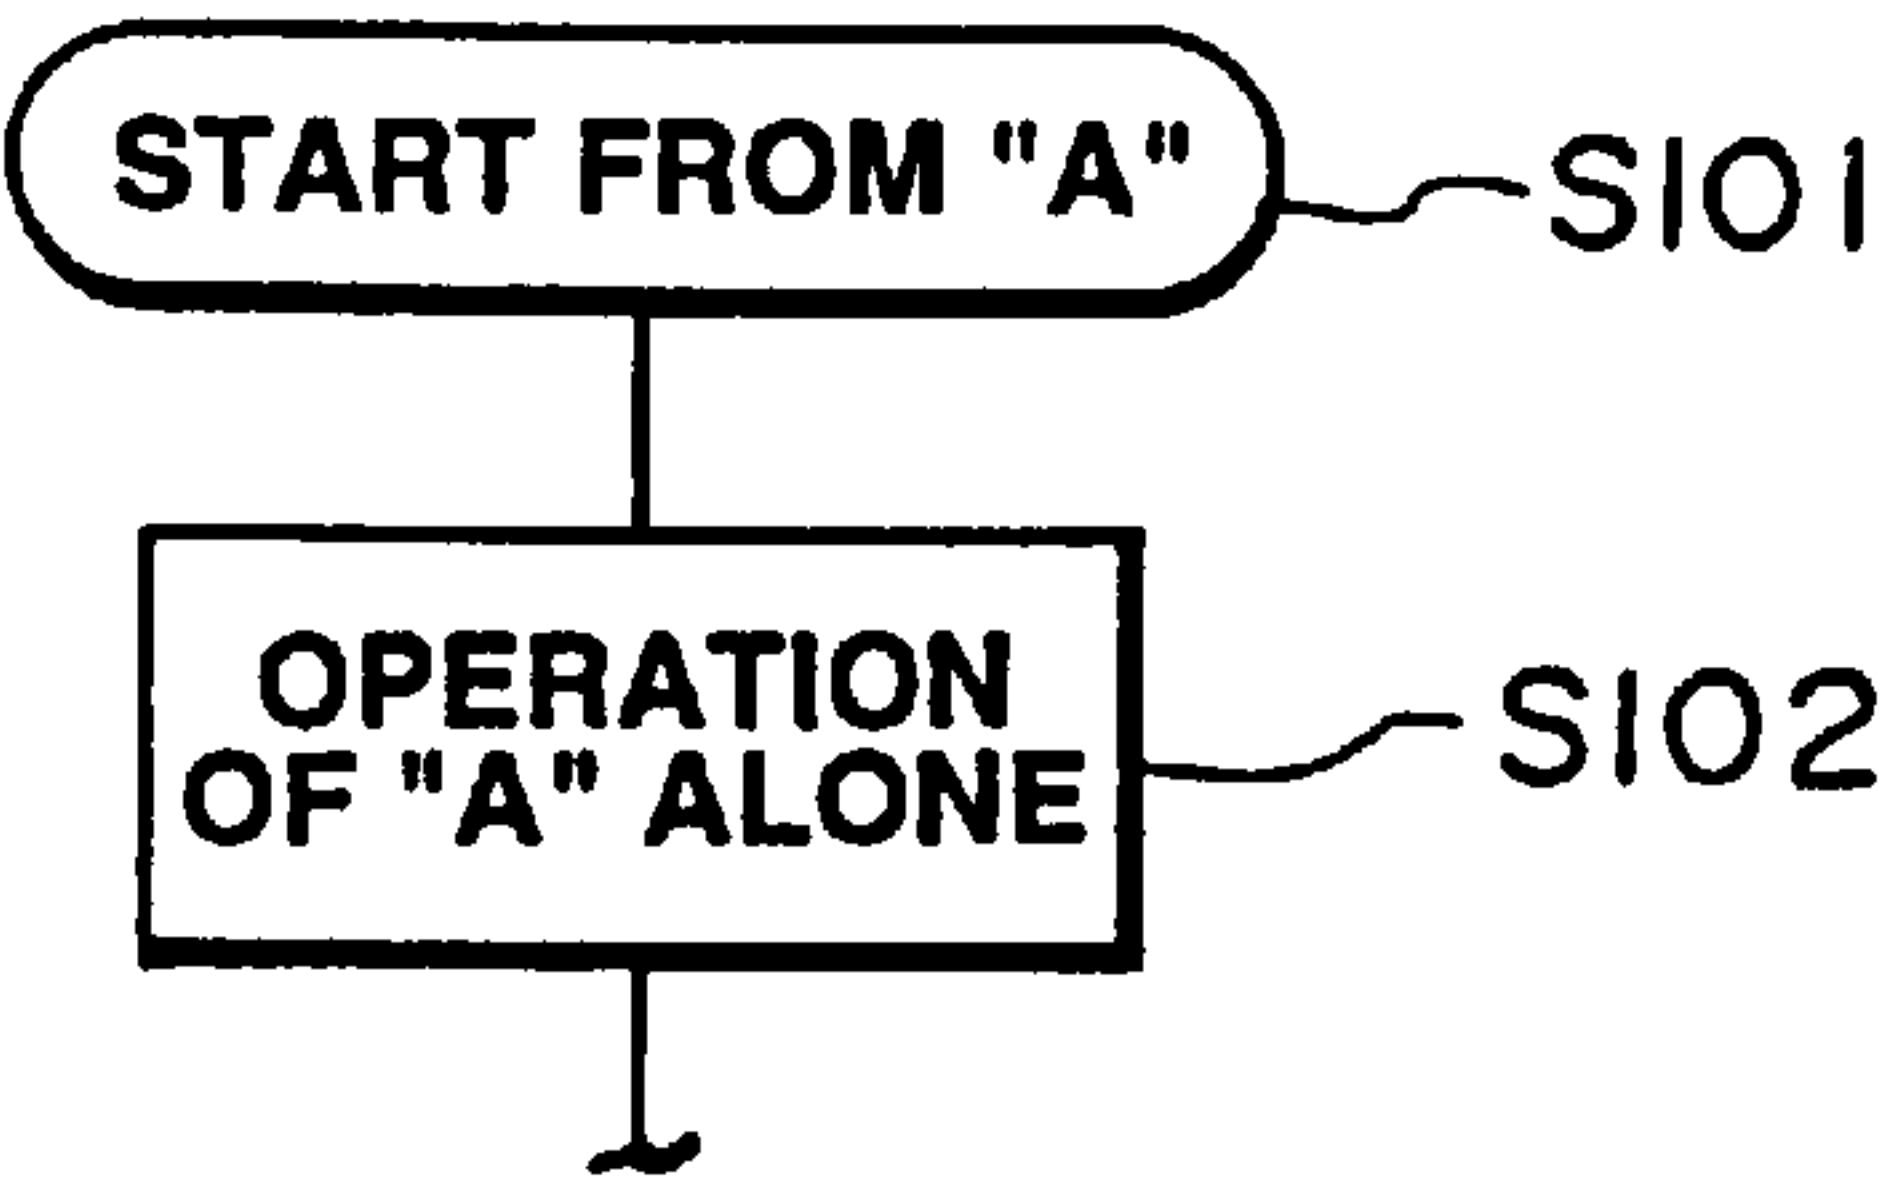 START FROM "A"
S101
OPERATION
OF "A" ALONE
S102